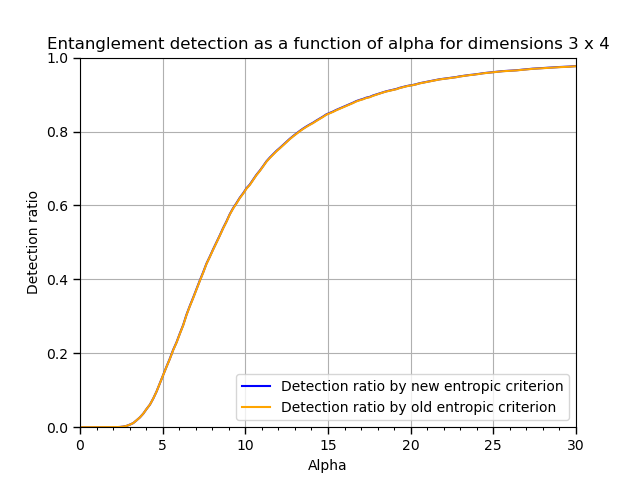 Entanglement detection as a function of alpha for dimensions 3 x 4
1.0
0.8
0.6
0.4
0.2
0.0
Detection ratio
Detection ratio by new entropic criterion
Detection ratio by old entropic criterion
0 5 10 15 20 25 30
Alpha